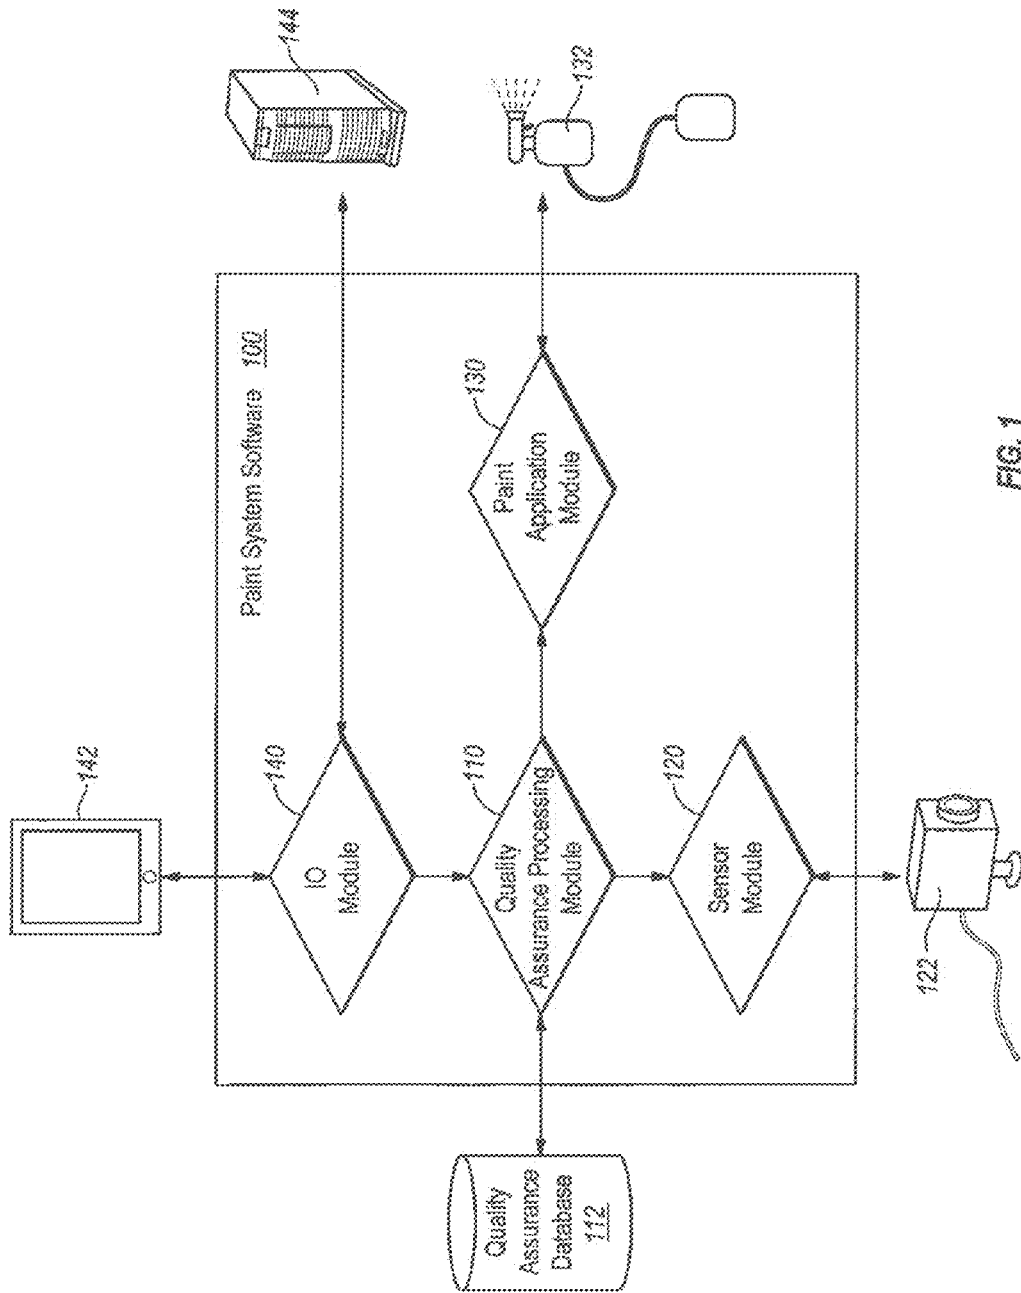 142
144
Paint System Software 100
140
IO
Module
110
Quality
Assurance Processing
Module
130
Paint
Application
Module
132
Quality
Assurance
Database
112
120
Sensor
Module
122
FIG. 1